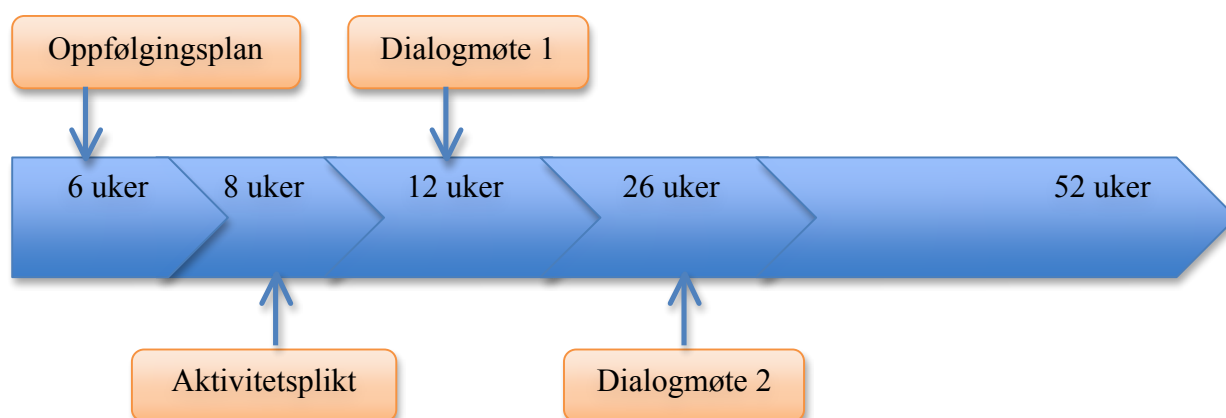 Oppfølgingsplan
Dialogmøte 1
6 uker
8 uker
12 uker
26 uker
52 uker
Aktivitetsplikt
Dialogmøte 2